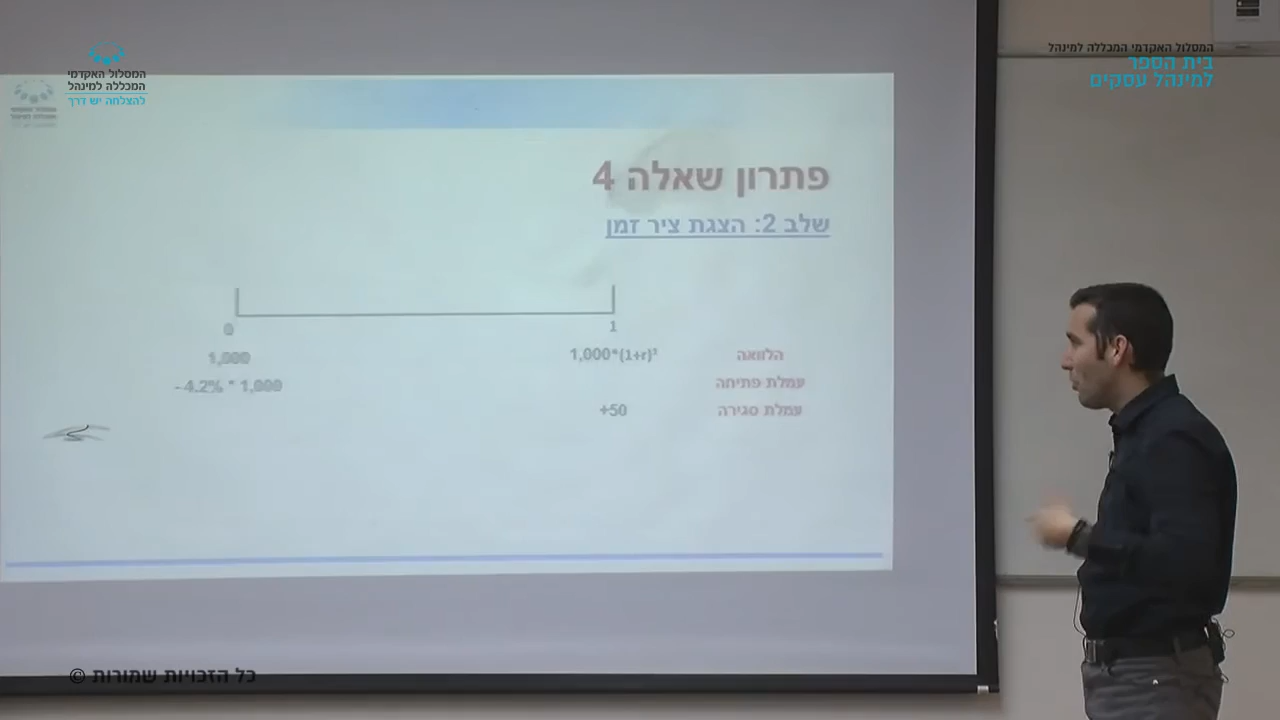 המסלול האקדמי המכללה למינהל
בית הספר
למינהל עסקים
המסלול האקדמי
המכללה למינהל
להצלחה יש דרך
פתרון שאלה 4
שלב 2: הצגת ציר זמן
0
1
הלוואה
1,000*(1+r)¹
1,000
עמלת פתיחה
- 4.2% * 1,000
עמלת סגירה
+50
כל הזכויות שמורות ©